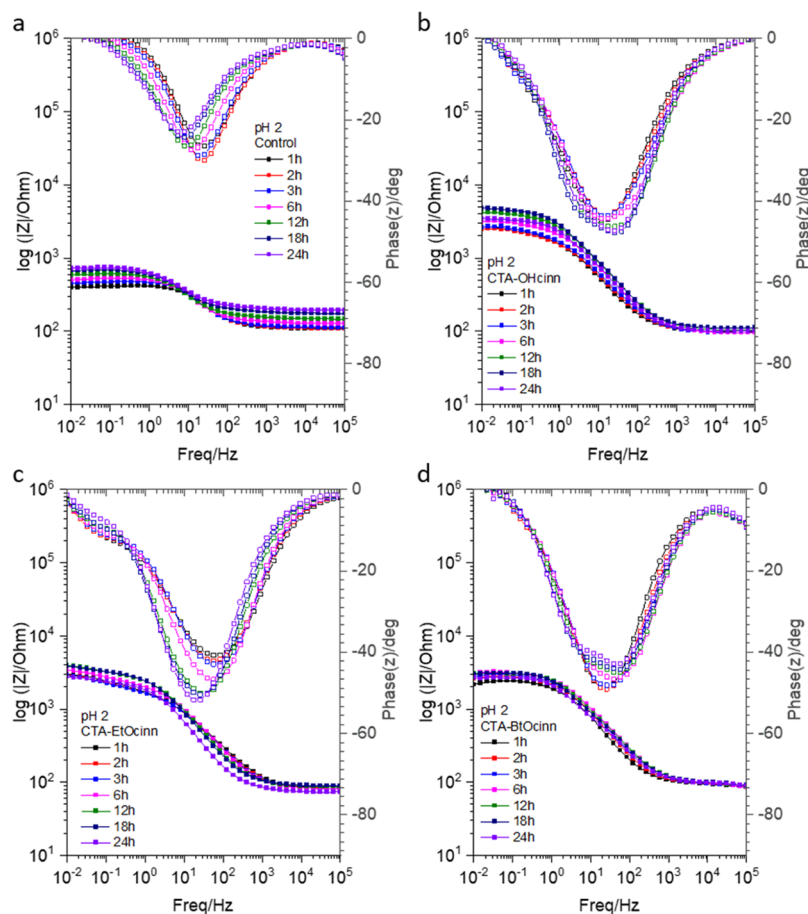 a
10^6
10^5
10^4
10^3
10^2
10^1
log (|Z|/Ohm)
0
-20
-40
-60
-80
Phase(z)/deg
pH 2
Control
1h
2h
3h
6h
12h
18h
24h
10^-2 10^-1 10^0 10^1 10^2 10^3 10^4 10^5
Freq/Hz
b
10^6
10^5
10^4
10^3
10^2
10^1
log (|Z|/Ohm)
0
-20
-40
-60
-80
Phase(z)/deg
pH 2
CTA-OHcinn
1h
2h
3h
6h
12h
18h
24h
10^-2 10^-1 10^0 10^1 10^2 10^3 10^4 10^5
Freq/Hz
c
10^6
10^5
10^4
10^3
10^2
10^1
log (|Z|/Ohm)
0
-20
-40
-60
-80
Phase(z)/deg
pH 2
CTA-EtOcinn
1h
2h
3h
6h
12h
18h
24h
10^-2 10^-1 10^0 10^1 10^2 10^3 10^4 10^5
Freq/Hz
d
10^6
10^5
10^4
10^3
10^2
10^1
log (|Z|/Ohm)
0
-20
-40
-60
-80
Phase(z)/deg
pH 2
CTA-BtOcinn
1h
2h
3h
6h
12h
18h
24h
10^-2 10^-1 10^0 10^1 10^2 10^3 10^4 10^5
Freq/Hz